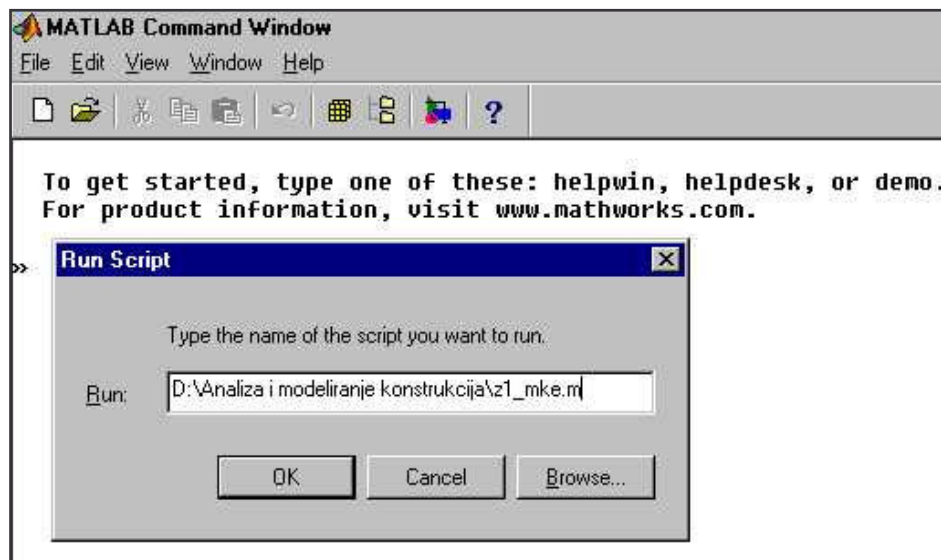 MATLAB Command Window
File Edit View Window Help
?
To get started, type one of these: helpwin, helpdesk, or demo.
For product information, visit www.mathworks.com.
»
Run Script
Type the name of the script you want to run.
Run: D:\Analiza i modeliranje konstrukcija\z1_mke.m
OK Cancel Browse...